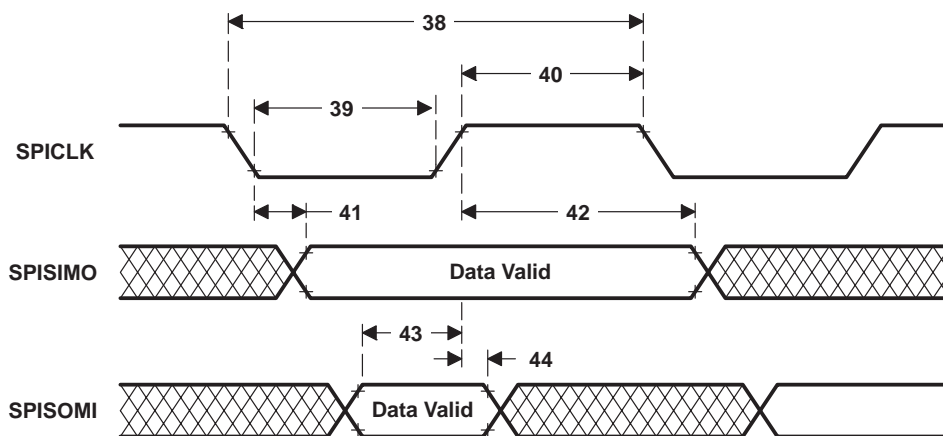 38
40
39
SPICLK
41
42
SPISIMO
Data Valid
43
44
SPISOMI
Data Valid